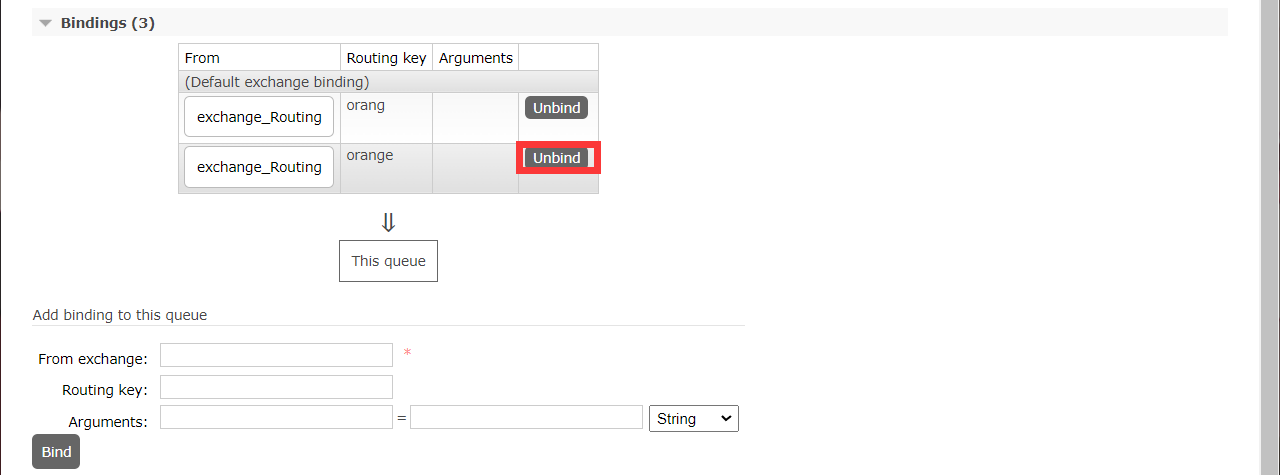 Bindings (3)
From Routing key Arguments
(Default exchange binding)
exchange_Routing orang Unbind
exchange_Routing orange Unbind
⇓
This queue
Add binding to this queue
From exchange: *
Routing key:
Arguments: = String
Bind